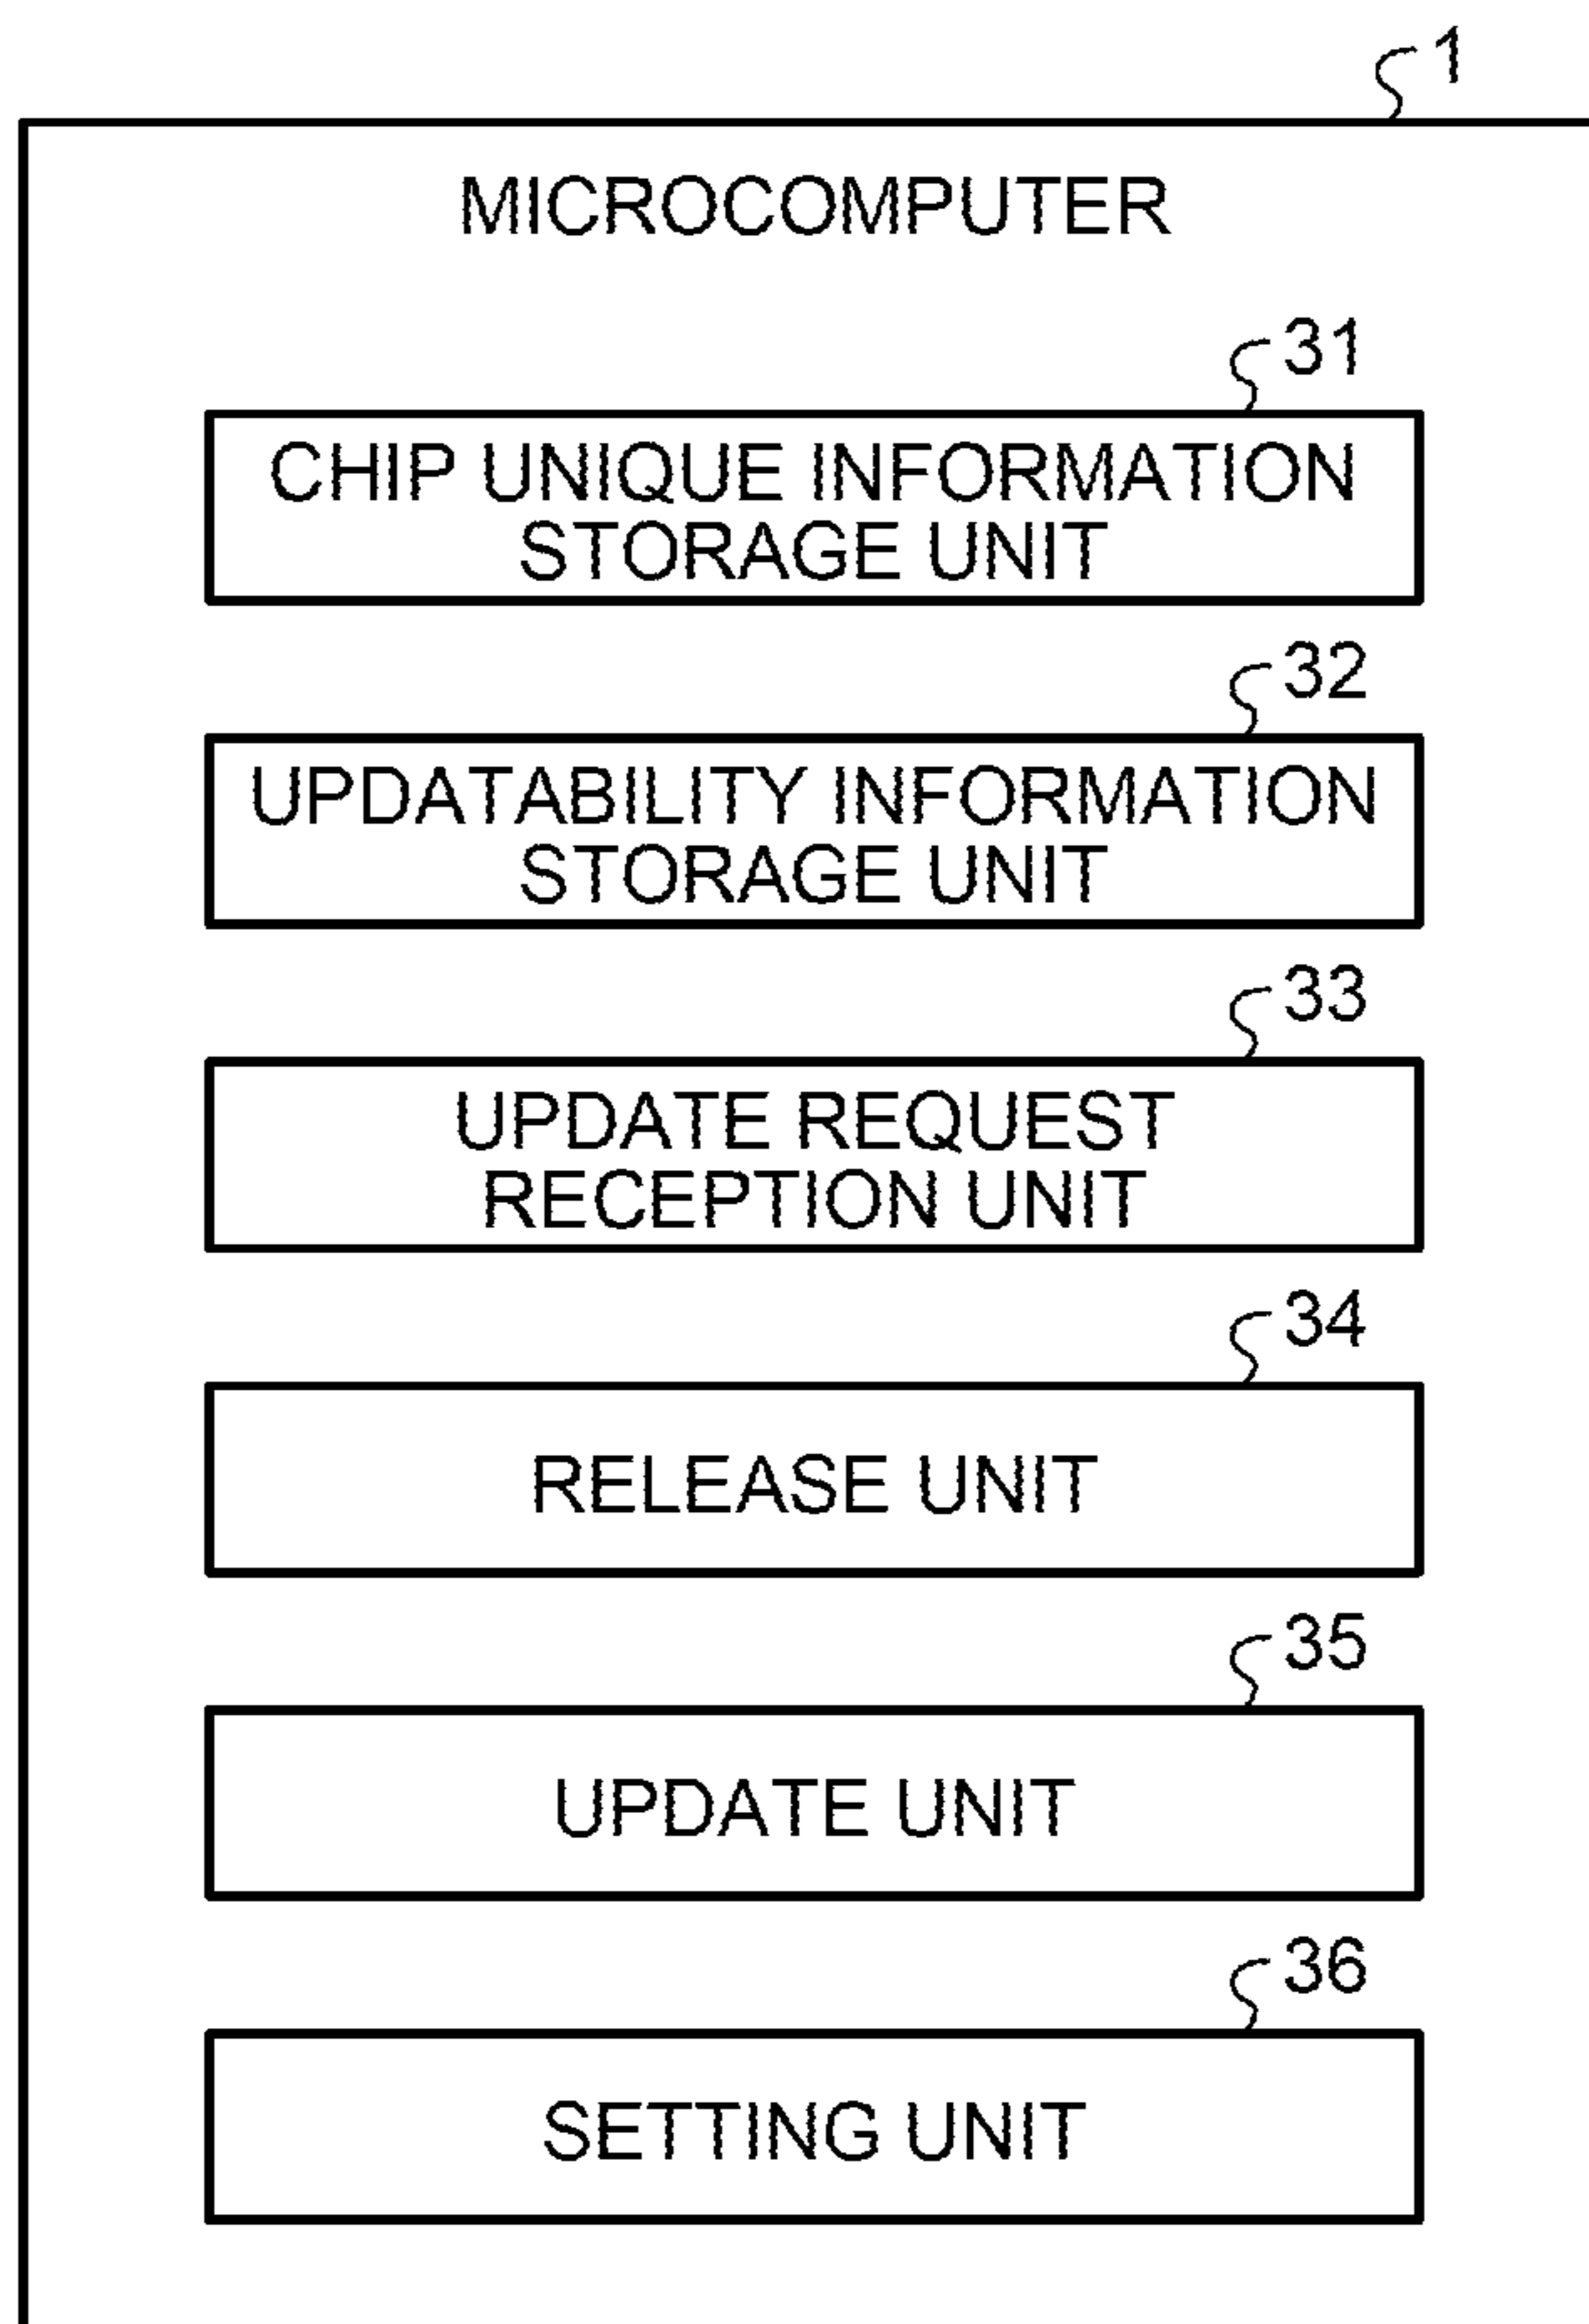 1
MICROCOMPUTER
31
CHIP UNIQUE INFORMATION
STORAGE UNIT
32
UPDATABILITY INFORMATION
STORAGE UNIT
33
UPDATE REQUEST
RECEPTION UNIT
34
RELEASE UNIT
35
UPDATE UNIT
36
SETTING UNIT